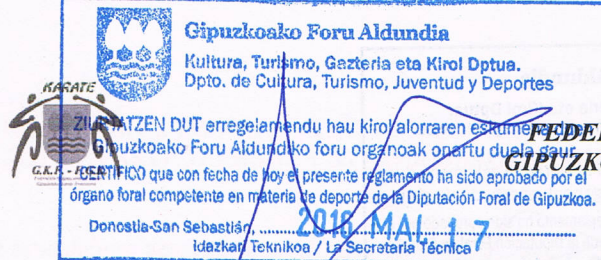 Gipuzkoako Foru Aldundia
Kultura, Turismo, Gazteria eta Kirol Dptua.
Dpto. de Cultura, Turismo, Juventud y Deportes
KARATE
G.K.F. -
ZIURTATZEN DUT erregelamendu hau kirol alorraren
FEDER
Gipuzkoako Foru Aldundiko foru organoak onartu duela gaur
GIPUZKO
CERTIFICO que con fecha de hoy el presente reglamento ha sido aprobado por el
órgano foral competente en materia de deporte de la Diputación Foral de Gipuzkoa.
Donostia-San Sebastián, 2016 MAI. 17
Idazkari Teknikoa / La Secretaria Técnica